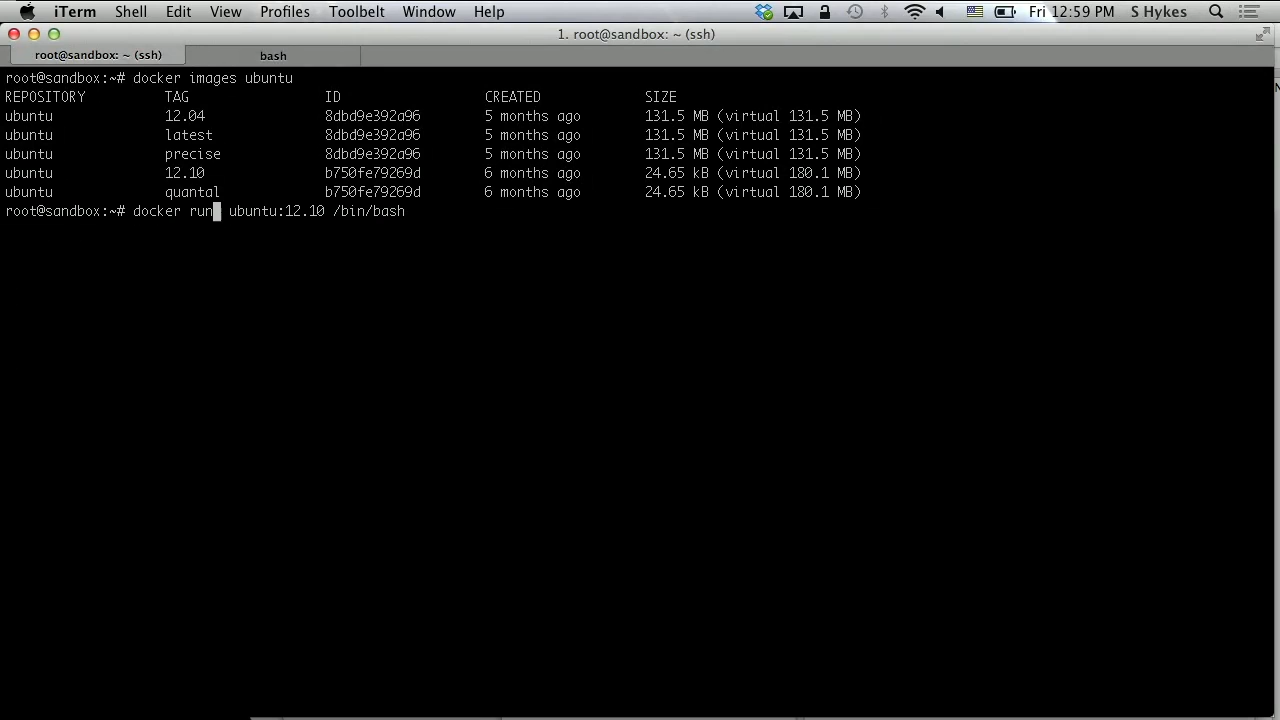 iTerm Shell Edit View Profiles Toolbelt Window Help Fri 12:59 PM S Hykes
1. root@sandbox: ~ (ssh)
root@sandbox: ~ (ssh) bash
root@sandbox:~# docker images ubuntu
REPOSITORY TAG ID CREATED SIZE
ubuntu 12.04 8dbd9e392a96 5 months ago 131.5 MB (virtual 131.5 MB)
ubuntu latest 8dbd9e392a96 5 months ago 131.5 MB (virtual 131.5 MB)
ubuntu precise 8dbd9e392a96 5 months ago 131.5 MB (virtual 131.5 MB)
ubuntu 12.10 b750fe79269d 6 months ago 24.65 kB (virtual 180.1 MB)
ubuntu quantal b750fe79269d 6 months ago 24.65 kB (virtual 180.1 MB)
root@sandbox:~# docker run ubuntu:12.10 /bin/bash